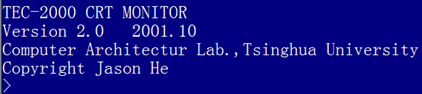 TEC-2000 CRT MONITOR
Version 2.0   2001.10
Computer Architectur Lab.,Tsinghua University
Copyright Jason He
>